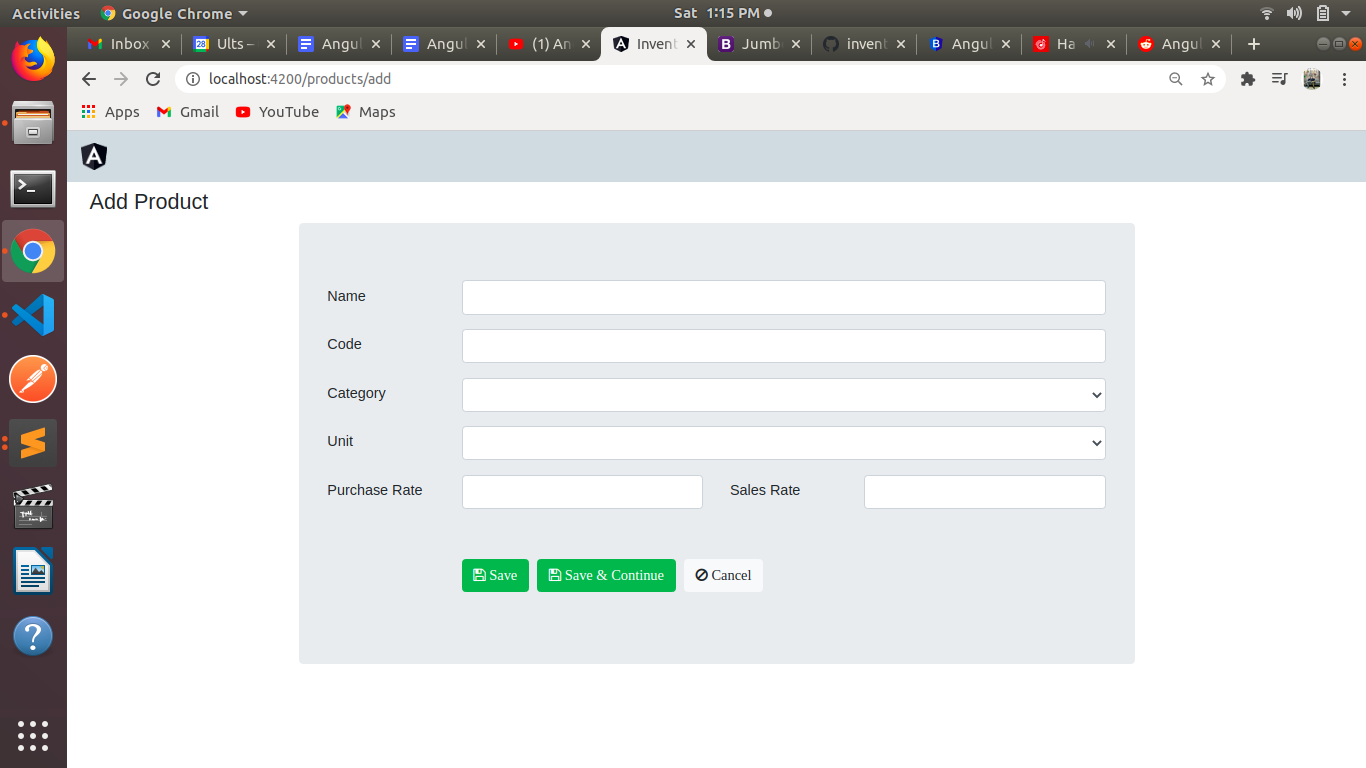 Activities Google Chrome Sat 1:15 PM
Inbox Ults – Angul Angul (1) An Invent Jumb invent Angul Ha Angul
localhost:4200/products/add
Apps Gmail YouTube Maps
A
Add Product
Name
Code
Category
Unit
Purchase Rate Sales Rate
Save Save & Continue Cancel